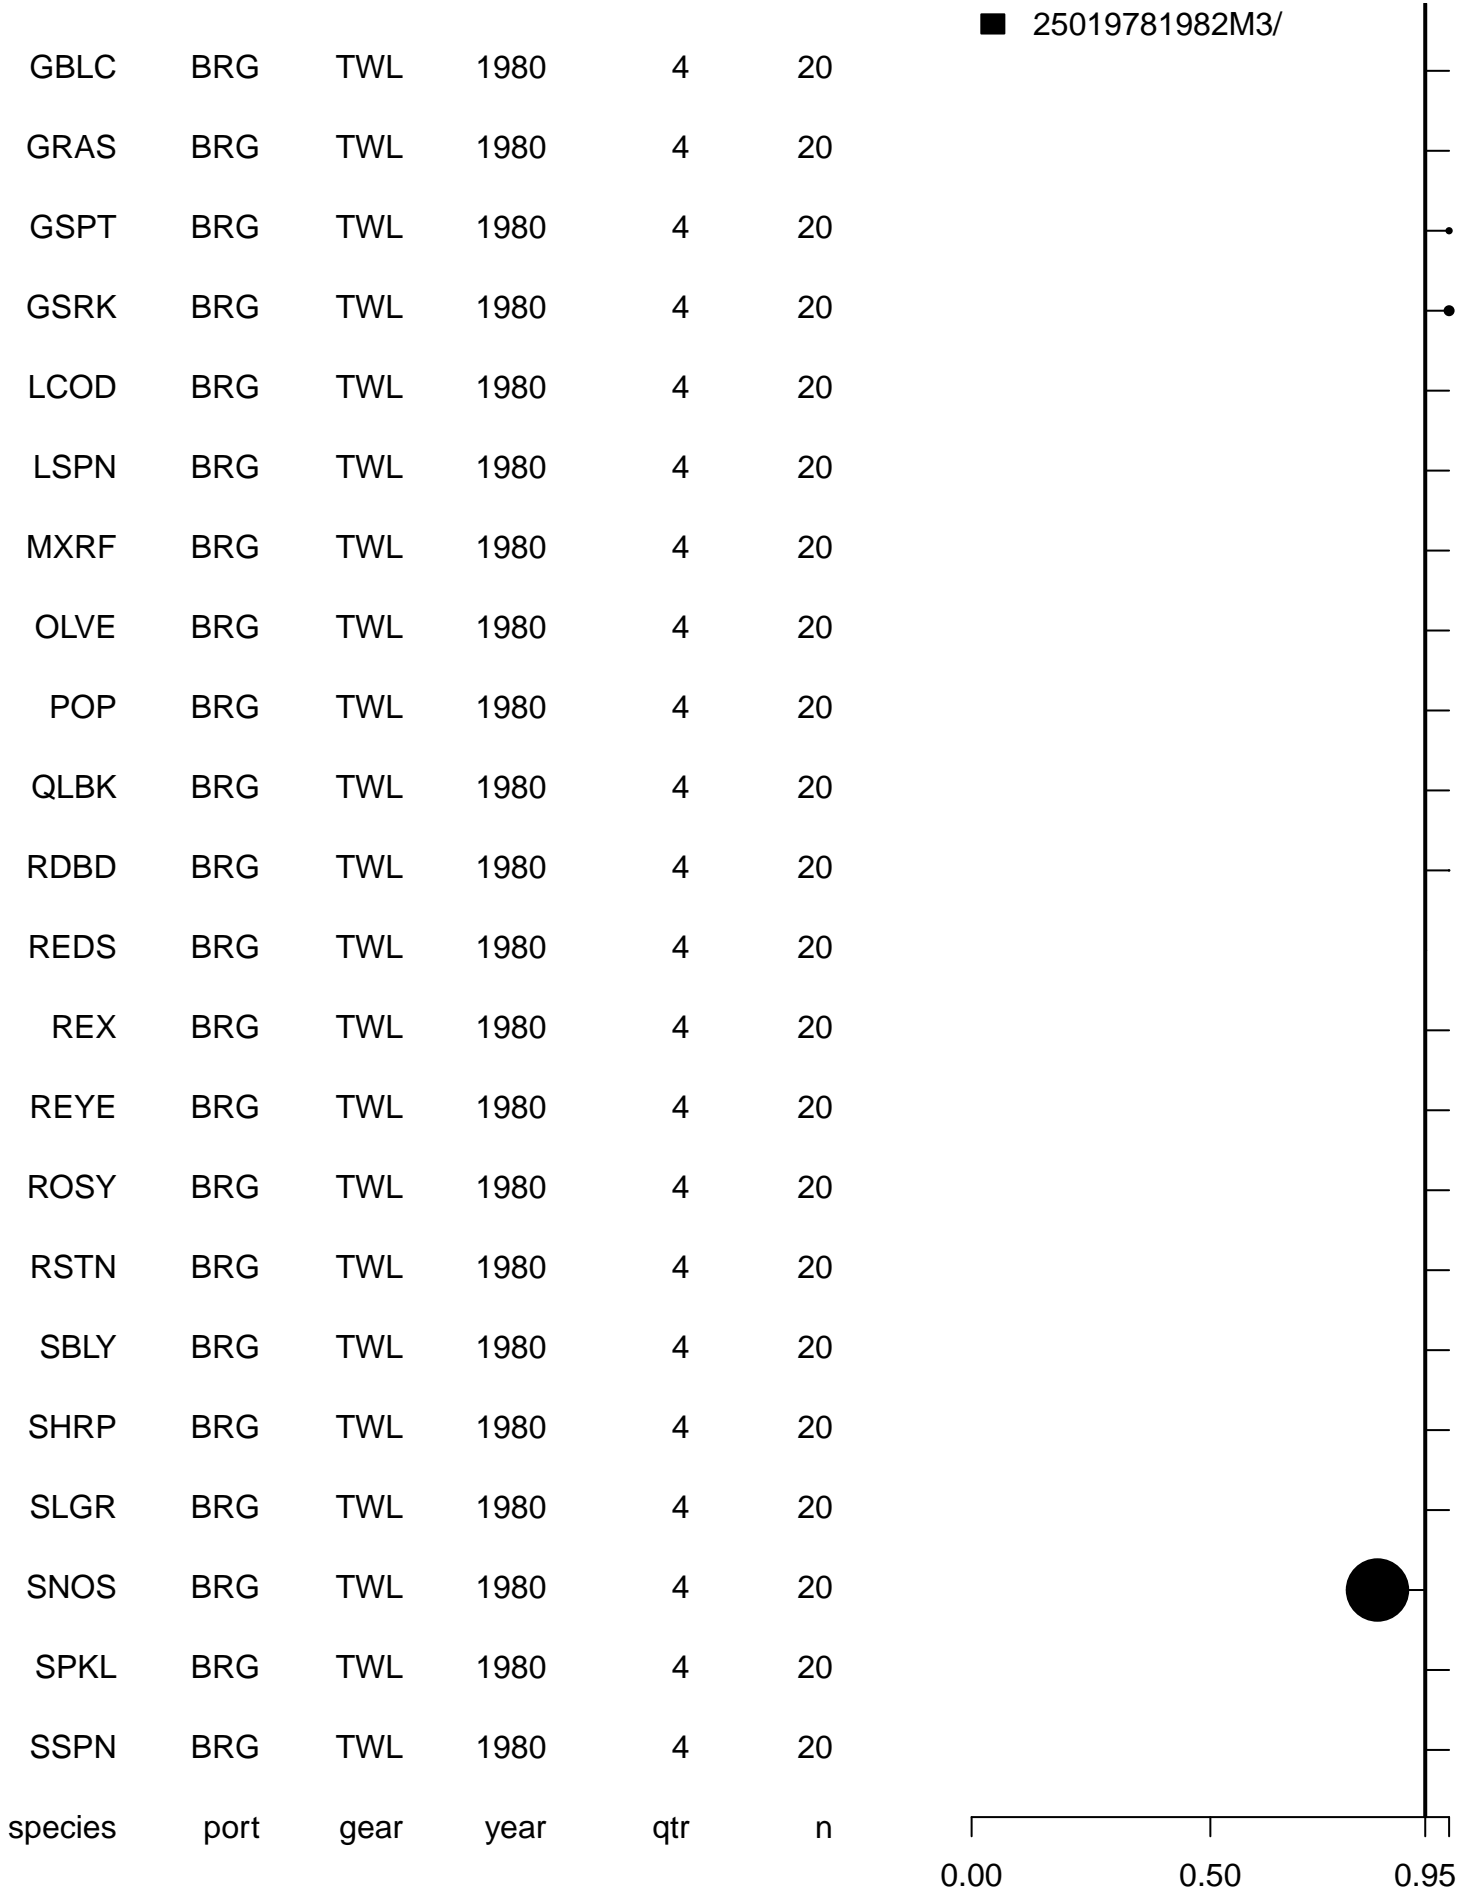 25019781982M3/
GBLC BRG TWL 1980 4 20
GRAS BRG TWL 1980 4 20
GSPT BRG TWL 1980 4 20
GSRK BRG TWL 1980 4 20
LCOD BRG TWL 1980 4 20
LSPN BRG TWL 1980 4 20
MXRF BRG TWL 1980 4 20
OLVE BRG TWL 1980 4 20
POP BRG TWL 1980 4 20
QLBK BRG TWL 1980 4 20
RDBD BRG TWL 1980 4 20
REDS BRG TWL 1980 4 20
REX BRG TWL 1980 4 20
REYE BRG TWL 1980 4 20
ROSY BRG TWL 1980 4 20
RSTN BRG TWL 1980 4 20
SBLY BRG TWL 1980 4 20
SHRP BRG TWL 1980 4 20
SLGR BRG TWL 1980 4 20
SNOS BRG TWL 1980 4 20
SPKL BRG TWL 1980 4 20
SSPN BRG TWL 1980 4 20
species port gear year qtr n
0.00 0.50 0.95